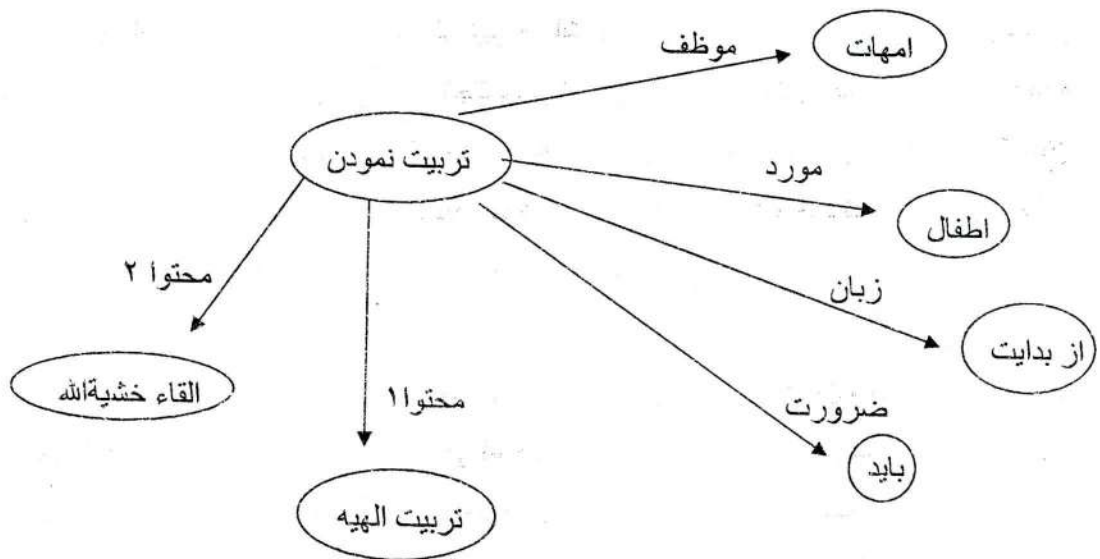 امهات
موظف
تربیت نمودن
مورد
اطفال
زبان
از بدایت
محتوا ۲
القاء خشیةالله
محتوا۱
ضرورت
باید
تربیت الهیه